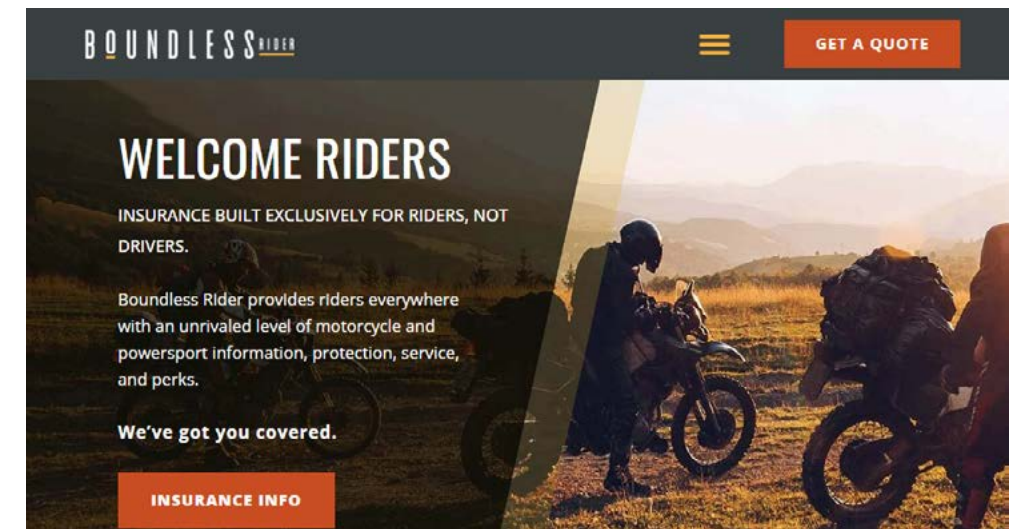 BOUNDLESS RIDER
GET A QUOTE
WELCOME RIDERS
INSURANCE BUILT EXCLUSIVELY FOR RIDERS, NOT
DRIVERS.
Boundless Rider provides riders everywhere
with an unrivaled level of motorcycle and
powersport information, protection, service,
and perks.
We've got you covered.
INSURANCE INFO